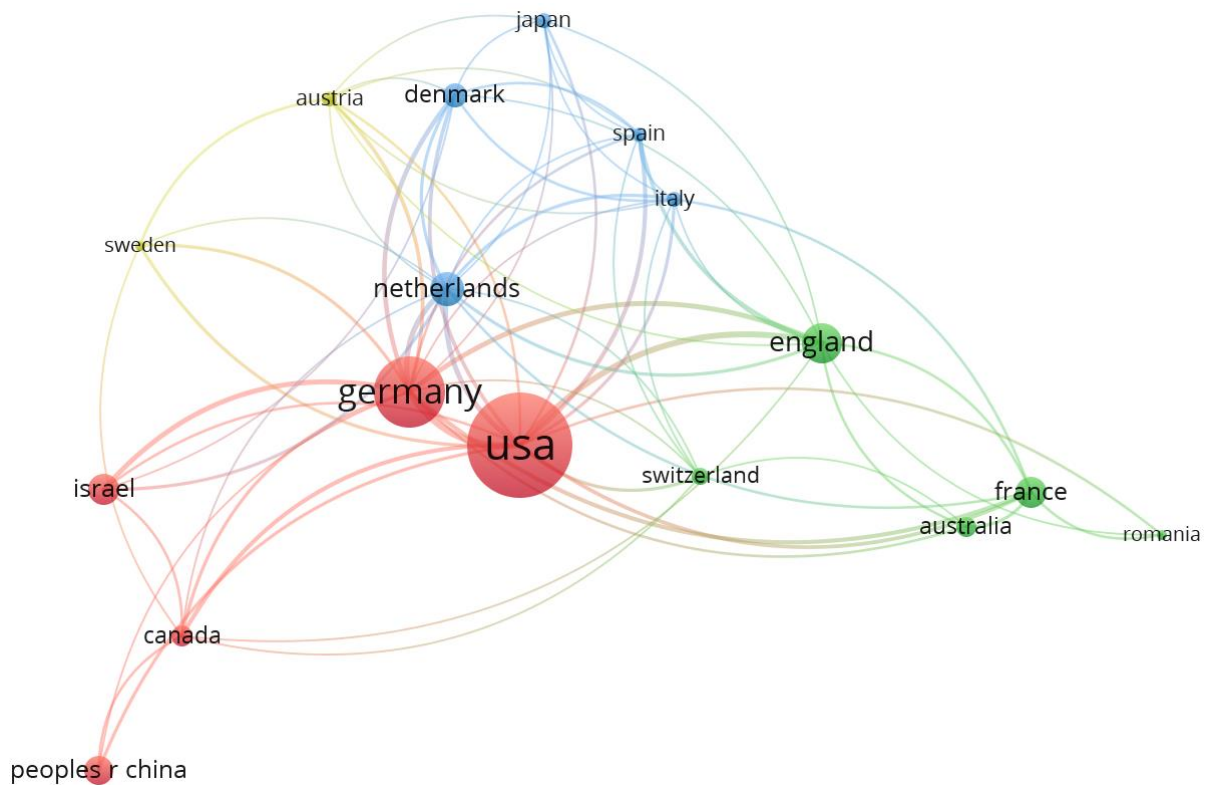 japan
austria
denmark
spain
italy
sweden
netherlands
england
germany
usa
switzerland
israel
france
australia
romania
canada
peoples r china